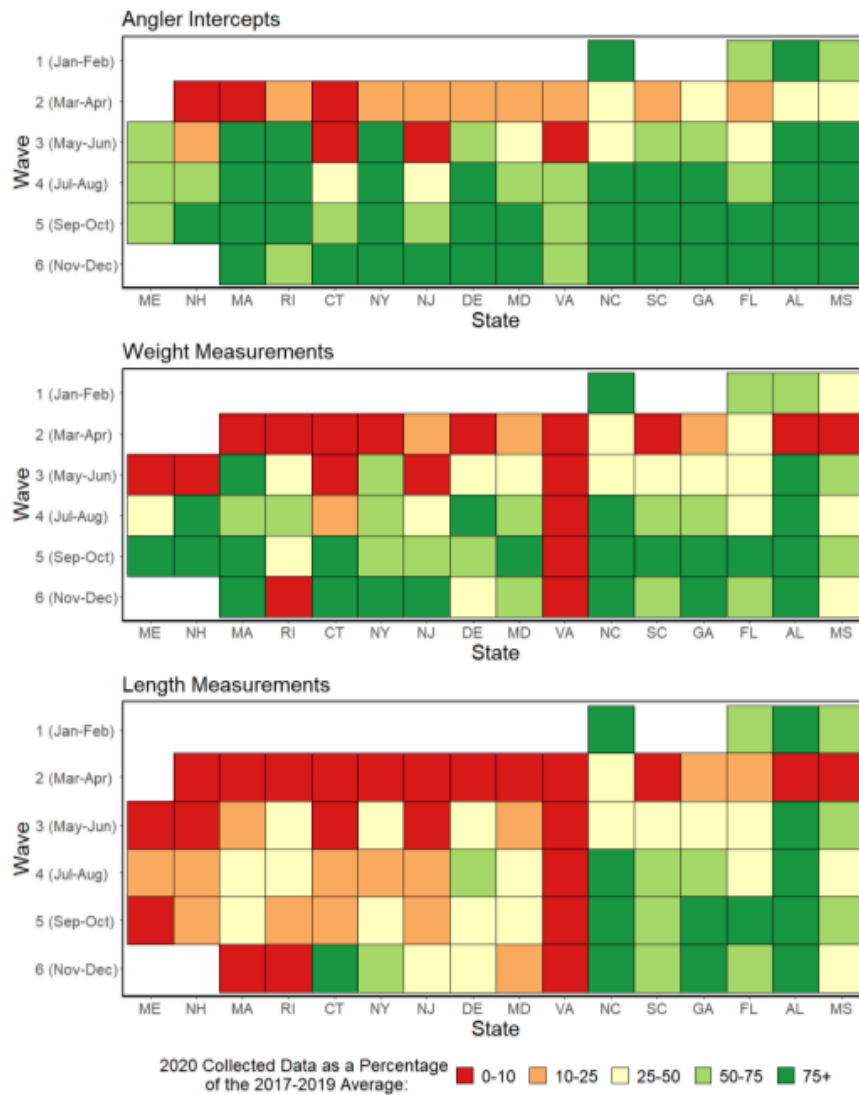 Angler Intercepts
Wave
1 (Jan-Feb)
2 (Mar-Apr)
3 (May-Jun)
4 (Jul-Aug)
5 (Sep-Oct)
6 (Nov-Dec)
ME NH MA RI CT NY NJ DE MD VA NC SC GA FL AL MS
State
Weight Measurements
Wave
1 (Jan-Feb)
2 (Mar-Apr)
3 (May-Jun)
4 (Jul-Aug)
5 (Sep-Oct)
6 (Nov-Dec)
ME NH MA RI CT NY NJ DE MD VA NC SC GA FL AL MS
State
Length Measurements
Wave
1 (Jan-Feb)
2 (Mar-Apr)
3 (May-Jun)
4 (Jul-Aug)
5 (Sep-Oct)
6 (Nov-Dec)
ME NH MA RI CT NY NJ DE MD VA NC SC GA FL AL MS
State
2020 Collected Data as a Percentage
of the 2017-2019 Average:
0-10 10-25 25-50 50-75 75+